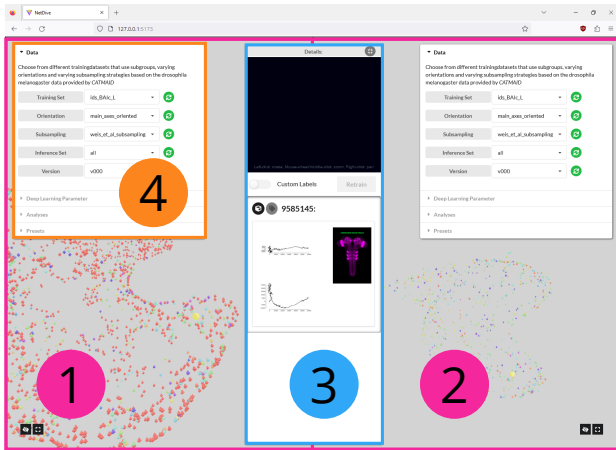 NetDive
127.0.0.1:5173
Data
Choose from different trainingdatasets that use subgroups, varying
orientations and varying subsampling strategies based on the drosophila
melanogaster data provided by CATMAID
Training Set ids_BAlc_L
Orientation main_axes_oriented
Subsampling weis_et_al_subsampling
Inference Set all
Version v000
Deep Learning Parameter
Analyses
Presets
4
1
Details
Custom Labels Retrain
9585145:
3
Data
Choose from different trainingdatasets that use subgroups, varying
orientations and varying subsampling strategies based on the drosophila
melanogaster data provided by CATMAID
Training Set ids_BAlc_L
Orientation main_axes_oriented
Subsampling weis_et_al_subsampling
Inference Set all
Version v000
Deep Learning Parameter
Analyses
Presets
2